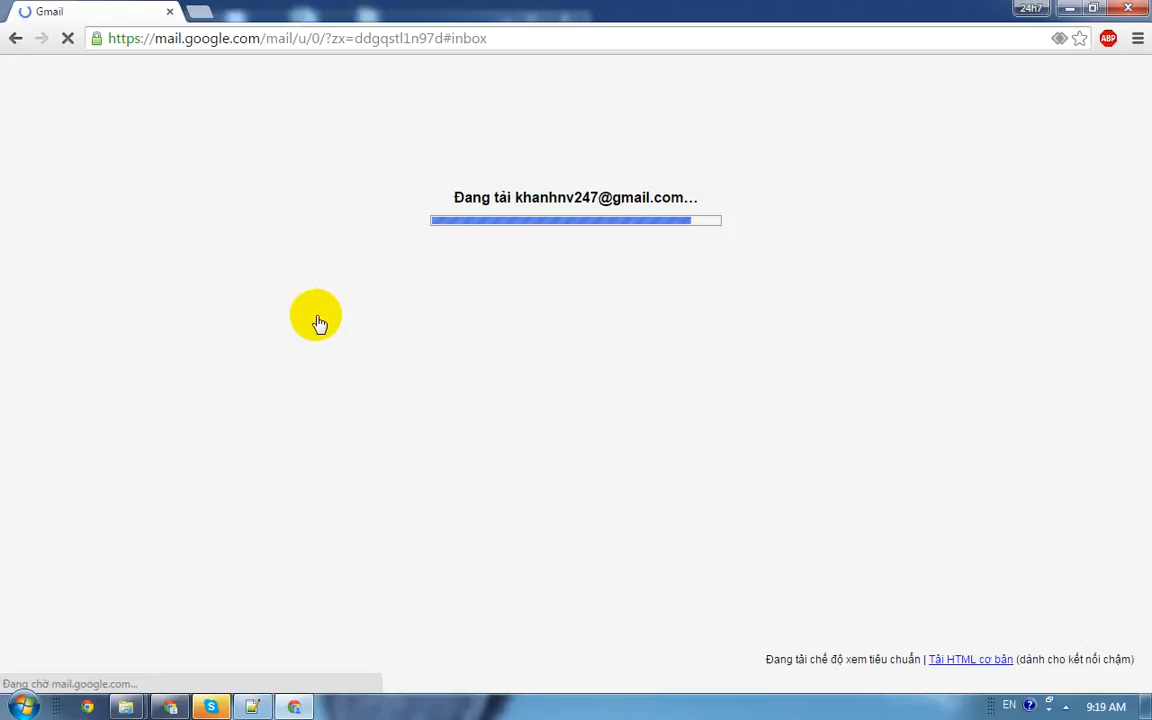 Gmail
24h7
https://mail.google.com/mail/u/0/?zx=ddgqstl1n97d#inbox
ABP
Đang tải khanhnv247@gmail.com…
Đang tải chế độ xem tiêu chuẩn | Tải HTML cơ bản (dành cho kết nối chậm)
Đang chờ mail.google.com...
EN
9:19 AM